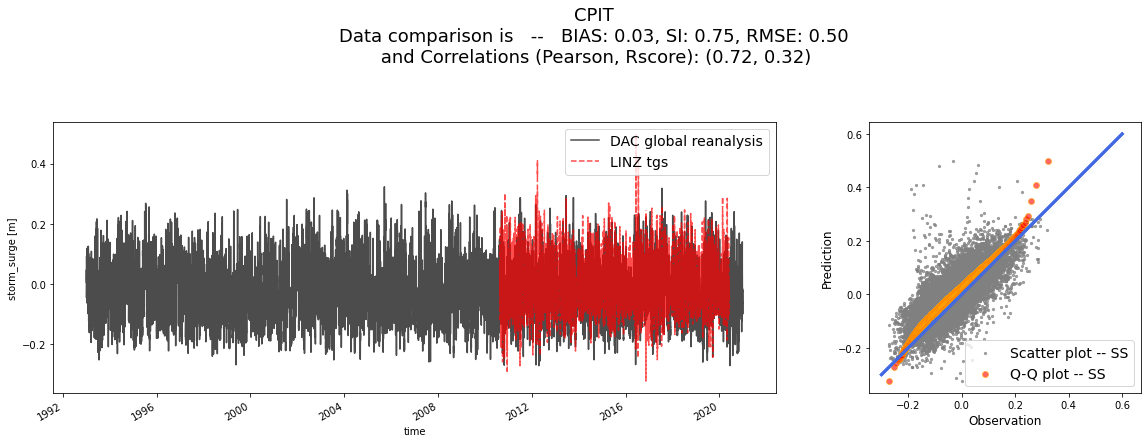 CPIT
Data comparison is -- BIAS: 0.03, SI: 0.75, RMSE: 0.50
and Correlations (Pearson, Rscore): (0.72, 0.32)
DAC global reanalysis
LINZ tgs
storm_surge [m]
0.4
0.2
0.0
−0.2
1992
1996
2000
2004
2008
2012
2016
2020
time
Prediction
0.6
0.4
0.2
0.0
−0.2
Scatter plot -- SS
Q-Q plot -- SS
−0.2
0.0
0.2
0.4
0.6
Observation